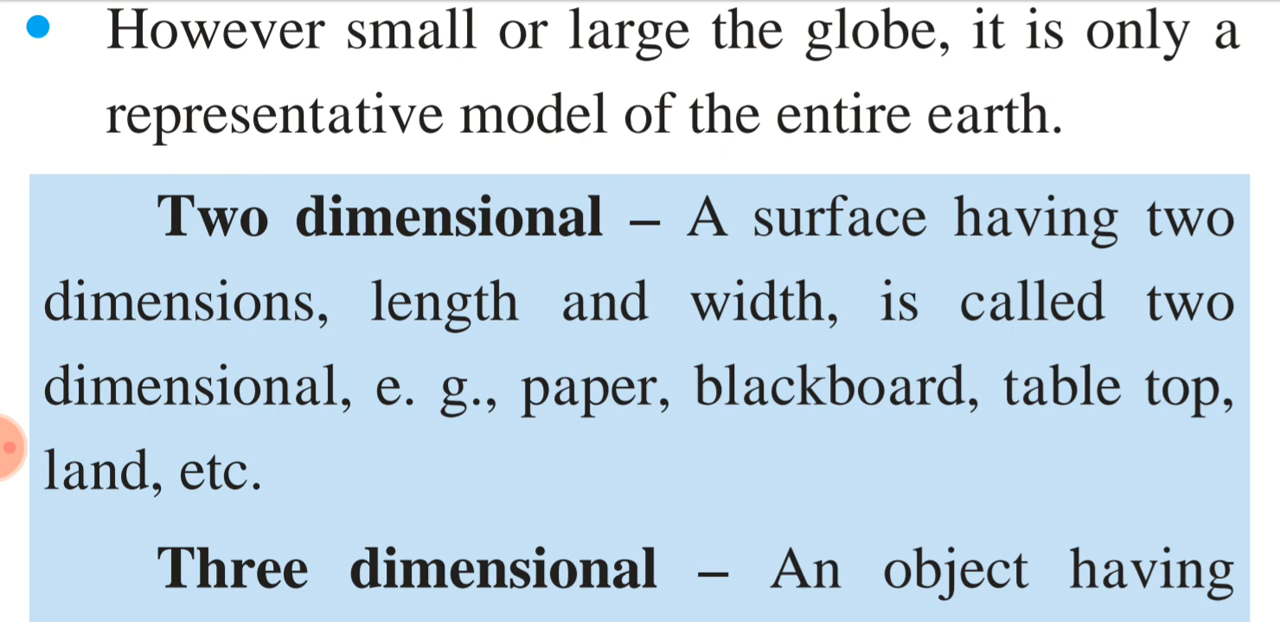 • However small or large the globe, it is only a
representative model of the entire earth.
Two dimensional – A surface having two
dimensions, length and width, is called two
dimensional, e. g., paper, blackboard, table top,
land, etc.
Three dimensional – An object having